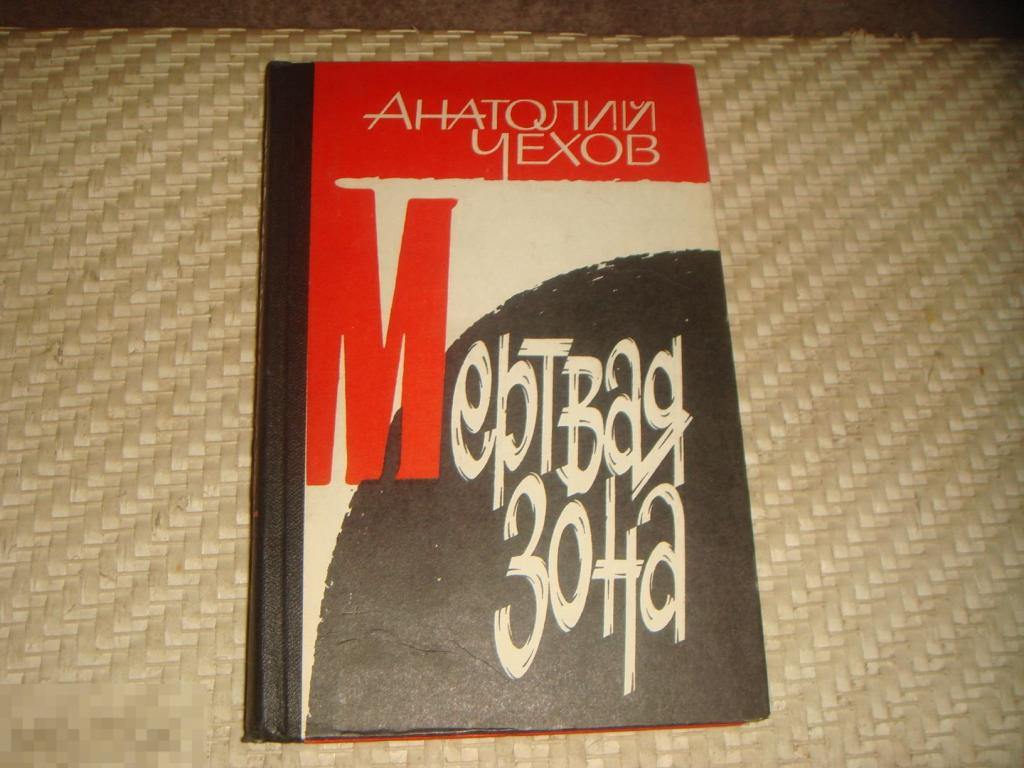 Анатолий
Чехов
Мертвая
зона